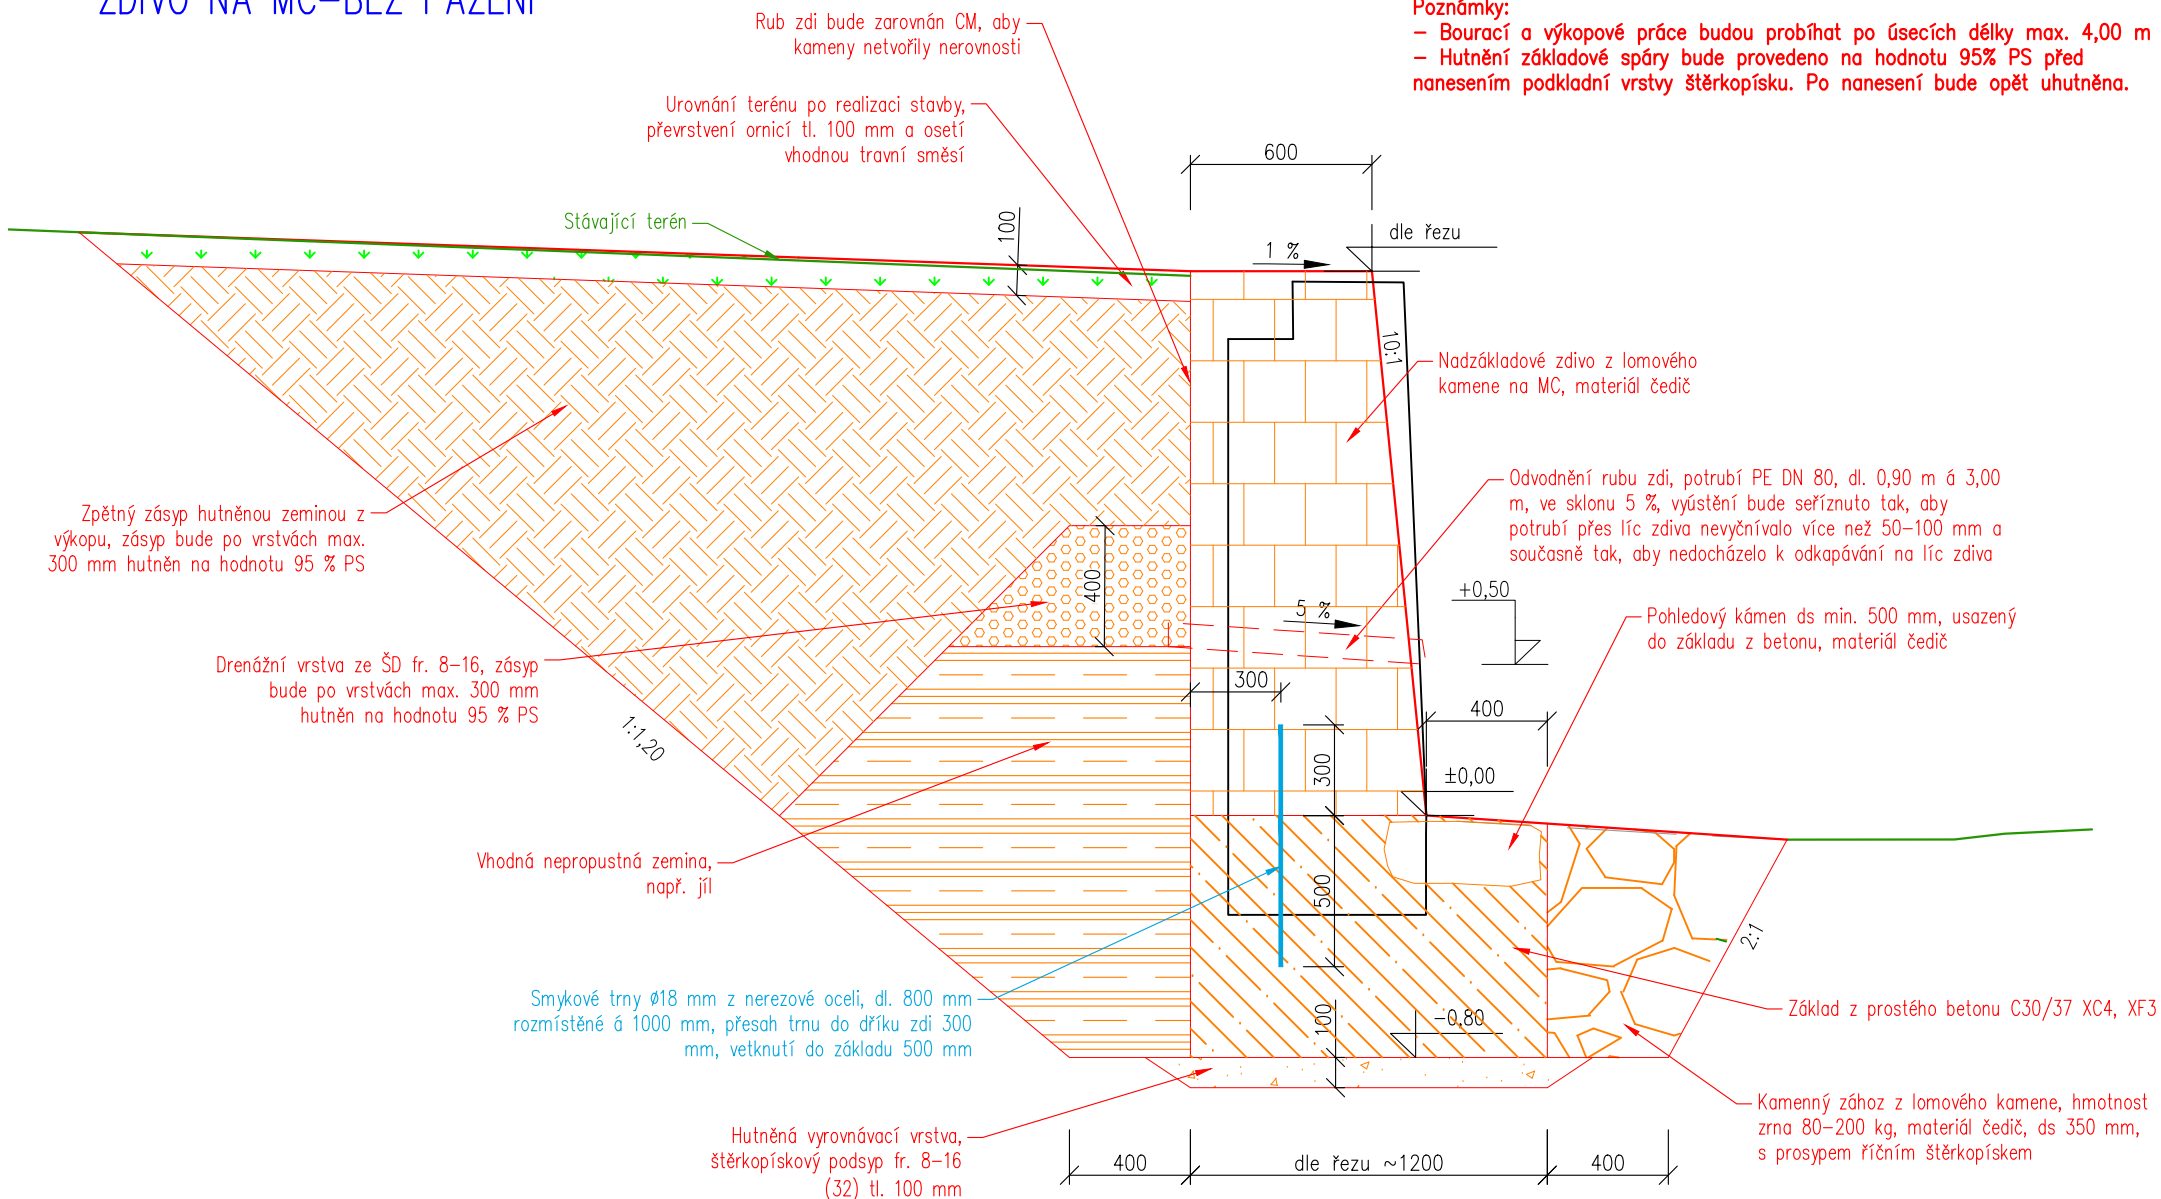 ZDIVO NA MC–BEZ PAŽENÍ
Poznámky:
– Bourací a výkopové práce budou probíhat po úsecích délky max. 4,00 m
– Hutnění základové spáry bude provedeno na hodnotu 95% PS před
nanesením podkladní vrstvy štěrkopísku. Po nanesení bude opět uhutněna.
Rub zdi bude zarovnán CM, aby
kameny netvořily nerovnosti
Urovnání terénu po realizaci stavby,
převrstvení ornicí tl. 100 mm a osetí
vhodnou travní směsí
600
Stávající terén
100
1 %
dle řezu
10:1
Nadzákladové zdivo z lomového
kamene na MC, materiál čedič
Odvodnění rubu zdi, potrubí PE DN 80, dl. 0,90 m á 3,00
m, ve sklonu 5 %, vyústění bude seříznuto tak, aby
potrubí přes líc zdiva nevyčnívalo více než 50–100 mm a
současně tak, aby nedocházelo k odkapávání na líc zdiva
Zpětný zásyp hutněnou zeminou z
výkopu, zásyp bude po vrstvách max.
300 mm hutněn na hodnotu 95 % PS
400
5 %
+0,50
Pohledový kámen ds min. 500 mm, usazený
do základu z betonu, materiál čedič
Drenážní vrstva ze ŠD fr. 8–16, zásyp
bude po vrstvách max. 300 mm
hutněn na hodnotu 95 % PS
300
400
1:1,20
300
±0,00
Vhodná nepropustná zemina,
např. jíl
500
2:1
Smykové trny ø18 mm z nerezové oceli, dl. 800 mm
rozmístěné á 1000 mm, přesah trnu do dříku zdi 300
mm, vetknutí do základu 500 mm
Základ z prostého betonu C30/37 XC4, XF3
100
-0,80
Kamenný zához z lomového kamene, hmotnost
zrna 80–200 kg, materiál čedič, ds 350 mm,
s prosypem říčním štěrkopískem
Hutněná vyrovnávací vrstva,
štěrkopískový podsyp fr. 8–16
(32) tl. 100 mm
400
dle řezu ~1200
400